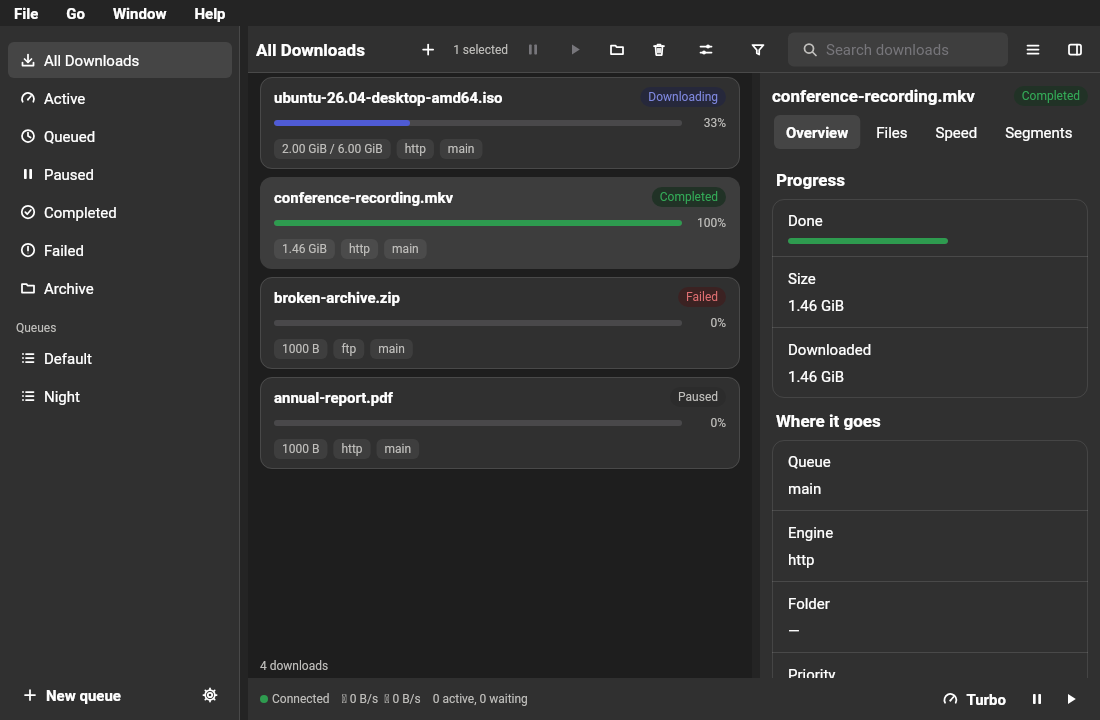 File Go Window Help
All Downloads
Active
Queued
Paused
Completed
Failed
Archive
Queues
Default
Night
New queue
All Downloads
1 selected
Search downloads
ubuntu-26.04-desktop-amd64.iso
Downloading
33%
2.00 GiB / 6.00 GiB http main
conference-recording.mkv
Completed
100%
1.46 GiB http main
broken-archive.zip
Failed
0%
1000 B ftp main
annual-report.pdf
Paused
0%
1000 B http main
4 downloads
conference-recording.mkv
Completed
Overview Files Speed Segments
Progress
Done
Size
1.46 GiB
Downloaded
1.46 GiB
Where it goes
Queue
main
Engine
http
Folder
—
Priority
Connected 0 B/s 0 B/s 0 active, 0 waiting
Turbo